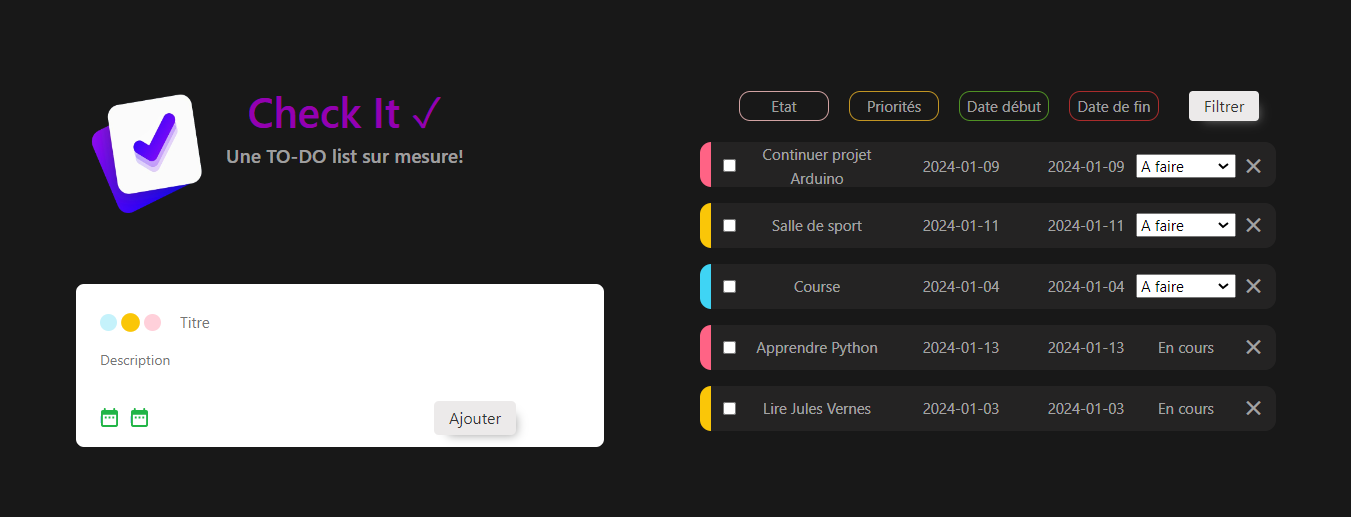 Check It ✓
Une TO-DO list sur mesure!
Titre
Description
Ajouter
Etat Priorités Date début Date de fin Filtrer
Continuer projet
Arduino 2024-01-09 2024-01-09 A faire
Salle de sport 2024-01-11 2024-01-11 A faire
Course 2024-01-04 2024-01-04 A faire
Apprendre Python 2024-01-13 2024-01-13 En cours
Lire Jules Vernes 2024-01-03 2024-01-03 En cours